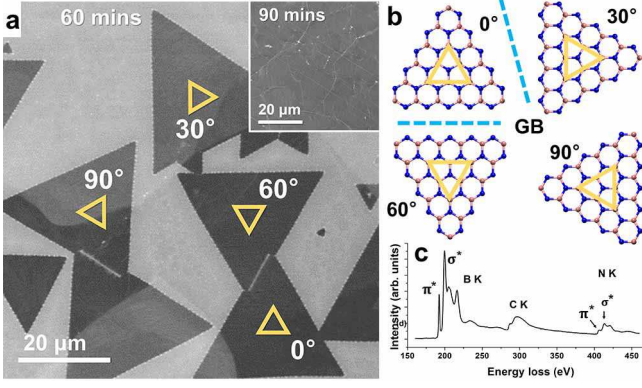 a
60 mins
90 mins
20 μm
30°
90°
60°
0°
20 μm
b
0°
30°
GB
60°
90°
c
Intensity (arb. units)
d)
π*
σ*
B K
C K
N K
π*
σ*
200
250
300
350
400
450
Energy loss (eV)